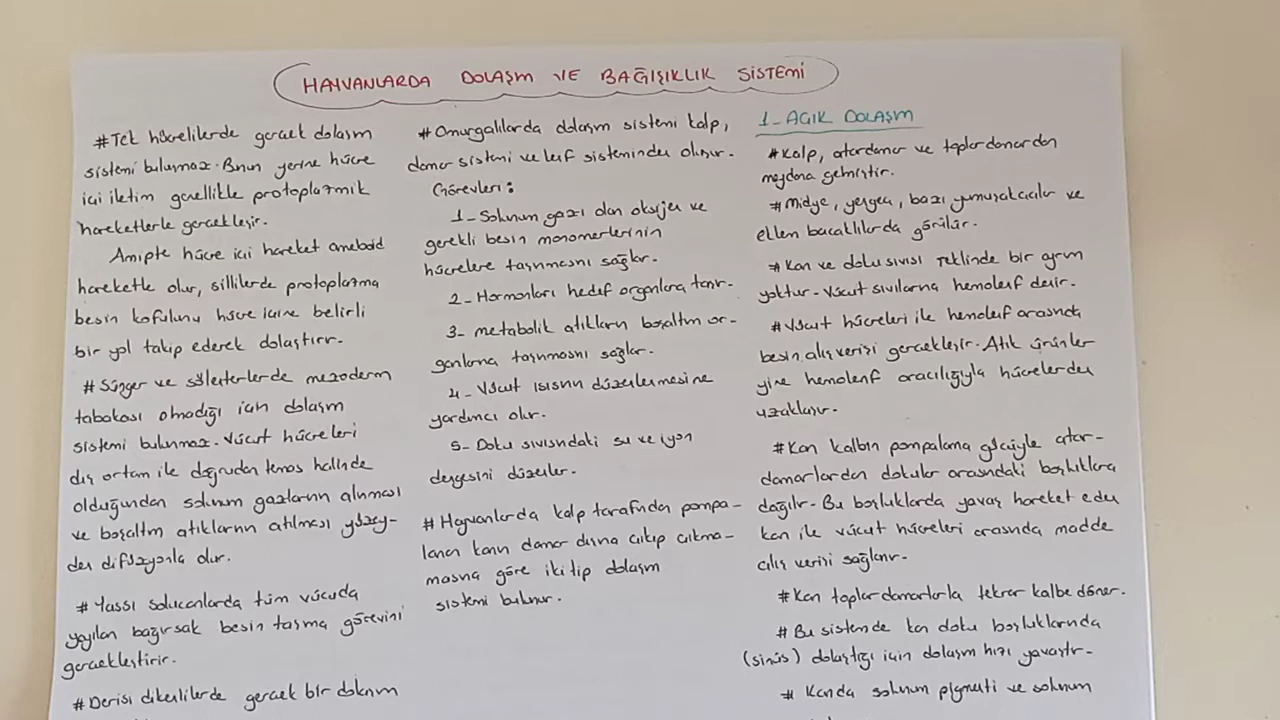 HAYVANLARDA DOLAŞIM VE BAĞIŞIKLIK SİSTEMİ
# Tek hücrelilerde gerçek dolaşım
sistemi bulunmaz. Bunun yerine hücre
içi iletim genellikle protoplazmik
hareketlerle gerçekleşir.
Amipte hücre içi hareket ameboid
hareketle olur, sillilerde protoplazma
besin kofulunu hücre içine belirli
bir yol takip ederek dolaştırır.
# Sünger ve sölenterlerde mezoderm
tabakası olmadığı için dolaşım
sistemi bulunmaz. Vücut hücreleri
dış ortam ile doğrudan temas halinde
olduğundan solunum gazlarının alınması
ve boşaltım atıklarının atılması yüzey-
den difüzyonla olur.
# Yassı solucanlarda tüm vücuda
yayılan bağırsak besin taşıma görevini
gerçekleştirir.
# Derisi dikenlilerde gerçek bir dolaşım
# Omurgalılarda dolaşım sistemi kalp,
damar sistemi ve lenf sisteminden oluşur.
Görevleri:
1- Solunum gazı olan oksijen ve
gerekli besin monomerlerinin
hücrelere taşınmasını sağlar.
2- Hormonları hedef organlara taşır.
3- metabolik atıkların boşaltım or-
ganlarına taşınmasını sağlar.
4- Vücut ısısının düzenlenmesine
yardımcı olur.
5- Doku sıvısındaki su ve iyon
dengesini düzenler.
# Hayvanlarda kalp tarafından pompa-
lanan kanın damar dışına çıkıp çıkma-
masına göre iki tip dolaşım
sistemi bulunur.
1- AÇIK DOLAŞIM
# Kalp, atardamar ve toplardamardan
meydana gelmiştir.
# Midye, yengeç, bazı yumuşakçalar ve
eklem bacaklılarda görülür.
# Kan ve doku sıvısı şeklinde bir ayrım
yoktur. Vücut sıvılarına hemolenf denir.
# Vücut hücreleri ile hemolenf arasında
besin alış verişi gerçekleşir. Atık ürünler
yine hemolenf aracılığıyla hücrelerden
uzaklaşır.
# Kan kalbin pompalama gücüyle atar-
damarlardan dokular arasındaki boşluklara
dağılır. Bu boşluklarda yavaş hareket eden
kan ile vücut hücreleri arasında madde
alış verişi sağlanır.
# Kan toplardamarlarla tekrar kalbe döner.
# Bu sistemde kan doku boşluklarında
(sinüs) dolaştığı için dolaşım hızı yavaştır.
# Kanda solunum pigmenti ve solunum